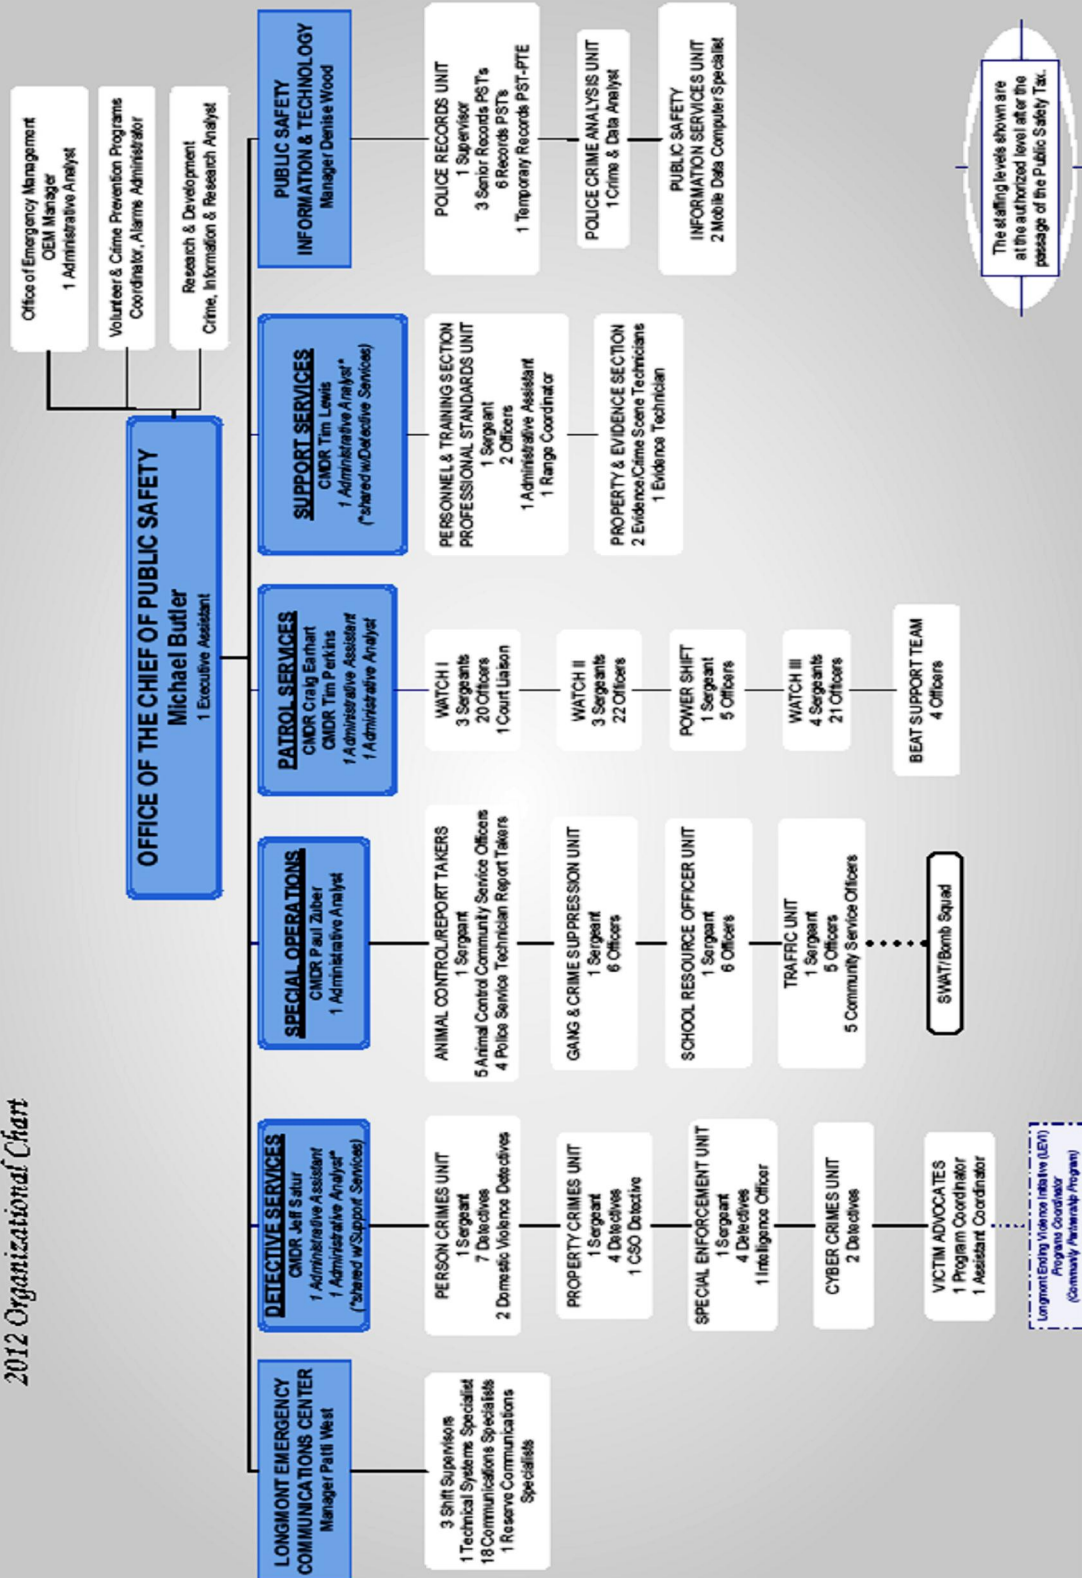 2012 Organizational Chart
OFFICE OF THE CHIEF OF PUBLIC SAFETY
Michael Butler
1 Executive Assistant
Office of Emergency Management
OEM Manager
1 Administrative Analyst
Volunteer & Crime Prevention Programs
Coordinator, Alarms Administrator
Research & Development
Crime, Information & Research Analyst
LONGMONT EMERGENCY
COMMUNICATIONS CENTER
Manager Patti West
3 Shift Supervisors
1 Technical Systems Specialist
18 Communications Specialists
1 Reserve Communications
Specialists
DETECTIVE SERVICES
CMDR Jeff Satur
1 Administrative Assistant
1 Administrative Analyst*
(*shared w/Support Services)
PERSON CRIMES UNIT
1 Sergeant
7 Detectives
2 Domestic Violence Detectives
PROPERTY CRIMES UNIT
1 Sergeant
4 Detectives
1 CSO Detective
SPECIAL ENFORCEMENT UNIT
1 Sergeant
4 Detectives
1 Intelligence Officer
CYBER CRIMES UNIT
2 Detectives
VICTIM ADVOCATES
1 Program Coordinator
1 Assistant Coordinator
Longmont Ending Violence Initiative (LEVI)
Programs Coordinator
(Community Partnership Program)
SPECIAL OPERATIONS
CMDR Paul Zuber
1 Administrative Analyst
ANIMAL CONTROL/REPORT TAKERS
1 Sergeant
5 Animal Control Community Service Officers
4 Police Service Technician Report Takers
GANG & CRIME SUPPRESSION UNIT
1 Sergeant
6 Officers
SCHOOL RESOURCE OFFICER UNIT
1 Sergeant
6 Officers
TRAFFIC UNIT
1 Sergeant
5 Officers
5 Community Service Officers
SWAT/Bomb Squad
PATROL SERVICES
CMDR Craig Earhart
CMDR Tim Perkins
1 Administrative Assistant
1 Administrative Analyst
WATCH I
3 Sergeants
20 Officers
1 Court Liaison
WATCH II
3 Sergeants
22 Officers
POWER SHIFT
1 Sergeant
5 Officers
WATCH III
4 Sergeants
21 Officers
BEAT SUPPORT TEAM
4 Officers
SUPPORT SERVICES
CMDR Tim Lewis
1 Administrative Analyst*
(*shared w/Detective Services)
PERSONNEL & TRAINING SECTION
PROFESSIONAL STANDARDS UNIT
1 Sergeant
2 Officers
1 Administrative Assistant
1 Range Coordinator
PROPERTY & EVIDENCE SECTION
2 Evidence/Crime Scene Technicians
1 Evidence Technician
PUBLIC SAFETY
INFORMATION & TECHNOLOGY
Manager Denise Wood
POLICE RECORDS UNIT
1 Supervisor
3 Senior Records PST's
6 Records PST's
1 Temporary Records PST-PTE
POLICE CRIME ANALYSIS UNIT
1 Crime & Data Analyst
PUBLIC SAFETY
INFORMATION SERVICES UNIT
2 Mobile Data Computer Specialist
The staffing levels shown are
at the authorized level after the
passage of the Public Safety Tax.